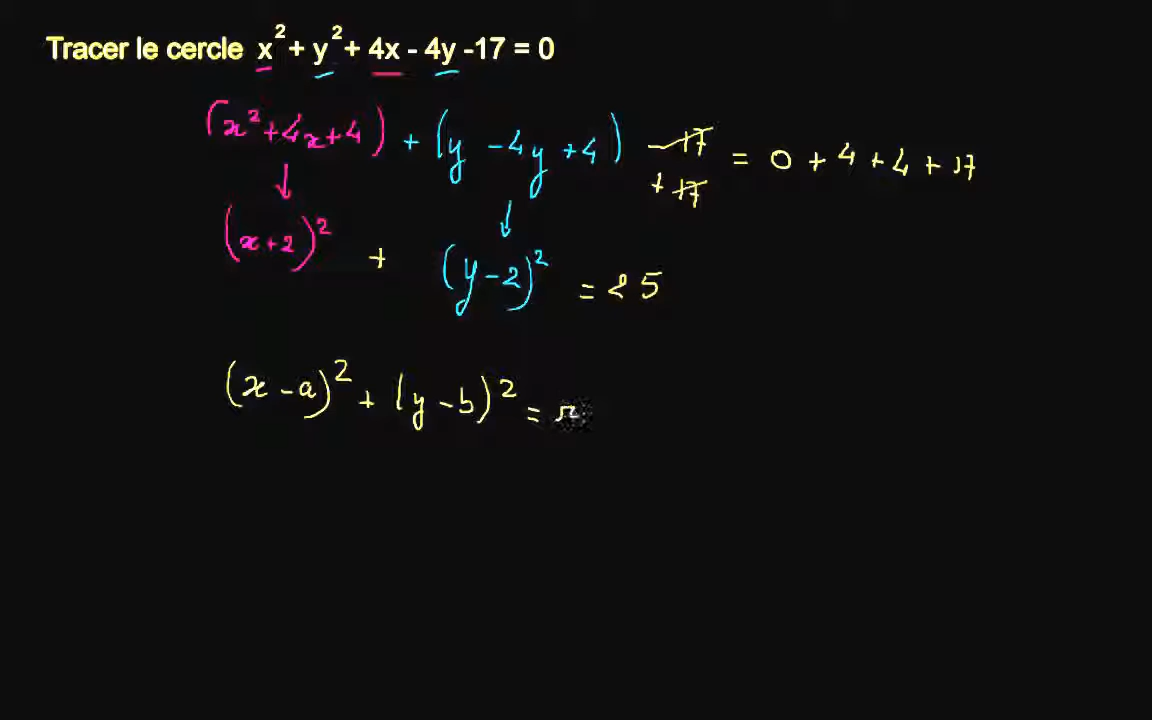 Tracer le cercle x² + y² + 4x - 4y -17 = 0
(x² + 4x + 4) + (y - 4y + 4) - 17 = 0 + 4 + 4 + 17
+ 17
(x + 2)² + (y - 2)² = 25
(x - a)² + (y - b)² = r